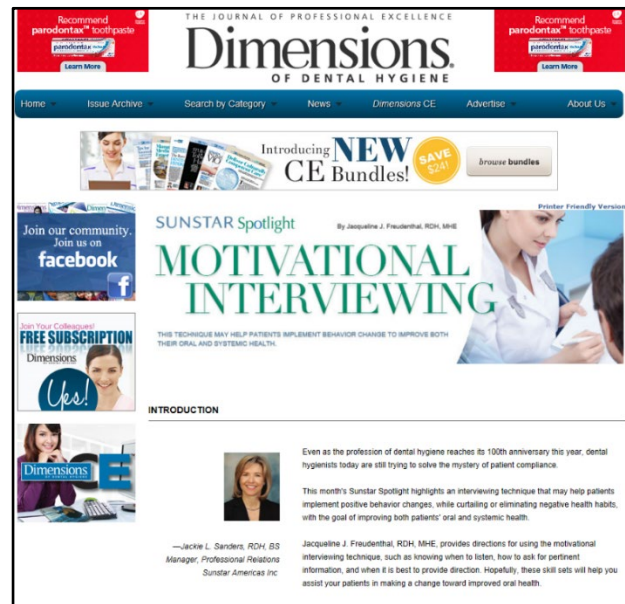 Recommend
parodontax™ toothpaste
parodontax
Learn More
THE JOURNAL OF PROFESSIONAL EXCELLENCE
Dimensions®
OF DENTAL HYGIENE
Recommend
parodontax™ toothpaste
parodontax
Learn More
Home
Issue Archive
Search by Category
News
Dimensions CE
Advertise
About Us
Introducing NEW
CE Bundles!
SAVE
$24!
browse bundles
Join our community.
Join us on
facebook
f
Printer Friendly Version
SUNSTAR Spotlight
By Jacqueline J. Freudenthal, RDH, MHE
MOTIVATIONAL
INTERVIEWING
THIS TECHNIQUE MAY HELP PATIENTS IMPLEMENT BEHAVIOR CHANGE TO IMPROVE BOTH
THEIR ORAL AND SYSTEMIC HEALTH.
Join Your Colleagues!
FREE SUBSCRIPTION
Dimensions
Yes!
Dimensions
OF DENTAL HYGIENE
CE
INTRODUCTION
Even as the profession of dental hygiene reaches its 100th anniversary this year, dental
hygienists today are still trying to solve the mystery of patient compliance.
This month's Sunstar Spotlight highlights an interviewing technique that may help patients
implement positive behavior changes, while curtailing or eliminating negative health habits,
with the goal of improving both patients' oral and systemic health.
—Jackie L. Sanders, RDH, BS
Manager, Professional Relations
Sunstar Americas Inc
Jacqueline J. Freudenthal, RDH, MHE, provides directions for using the motivational
interviewing technique, such as knowing when to listen, how to ask for pertinent
information, and when it is best to provide direction. Hopefully, these skill sets will help you
assist your patients in making a change toward improved oral health.